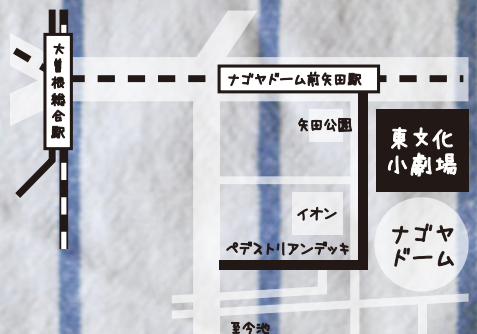 大曽根総合駅
ナゴヤドーム前矢田駅
矢田公園
東文化
小劇場
イオン
ナゴヤ
ドーム
ペデストリアンデッキ
至今池